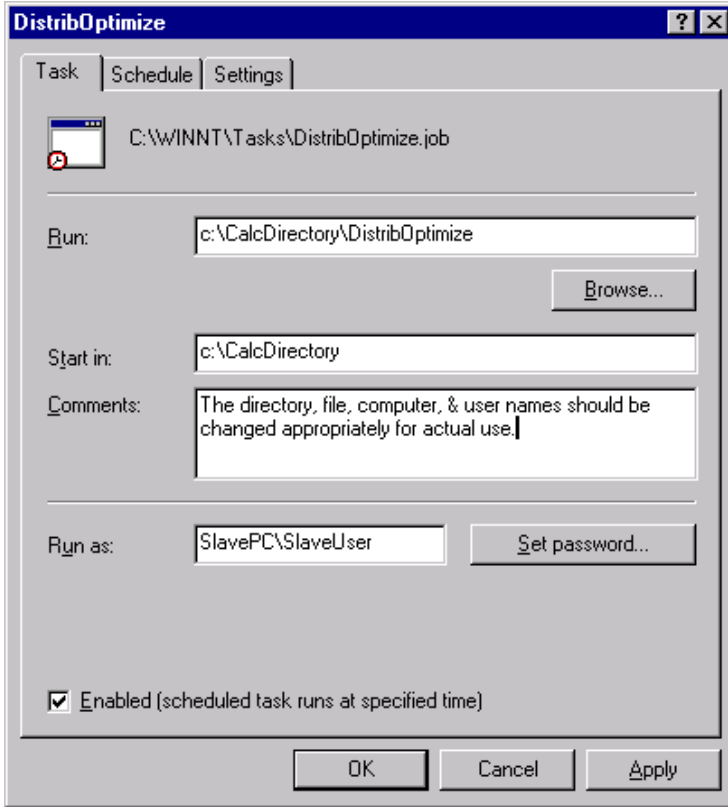 DistribOptimize
Task Schedule Settings
C:\WINNT\Tasks\DistribOptimize.job
Run: c:\CalcDirectory\DistribOptimize
Browse...
Start in: c:\CalcDirectory
Comments: The directory, file, computer, & user names should be
changed appropriately for actual use.
Run as: SlavePC\SlaveUser Set password...
Enabled (scheduled task runs at specified time)
OK Cancel Apply